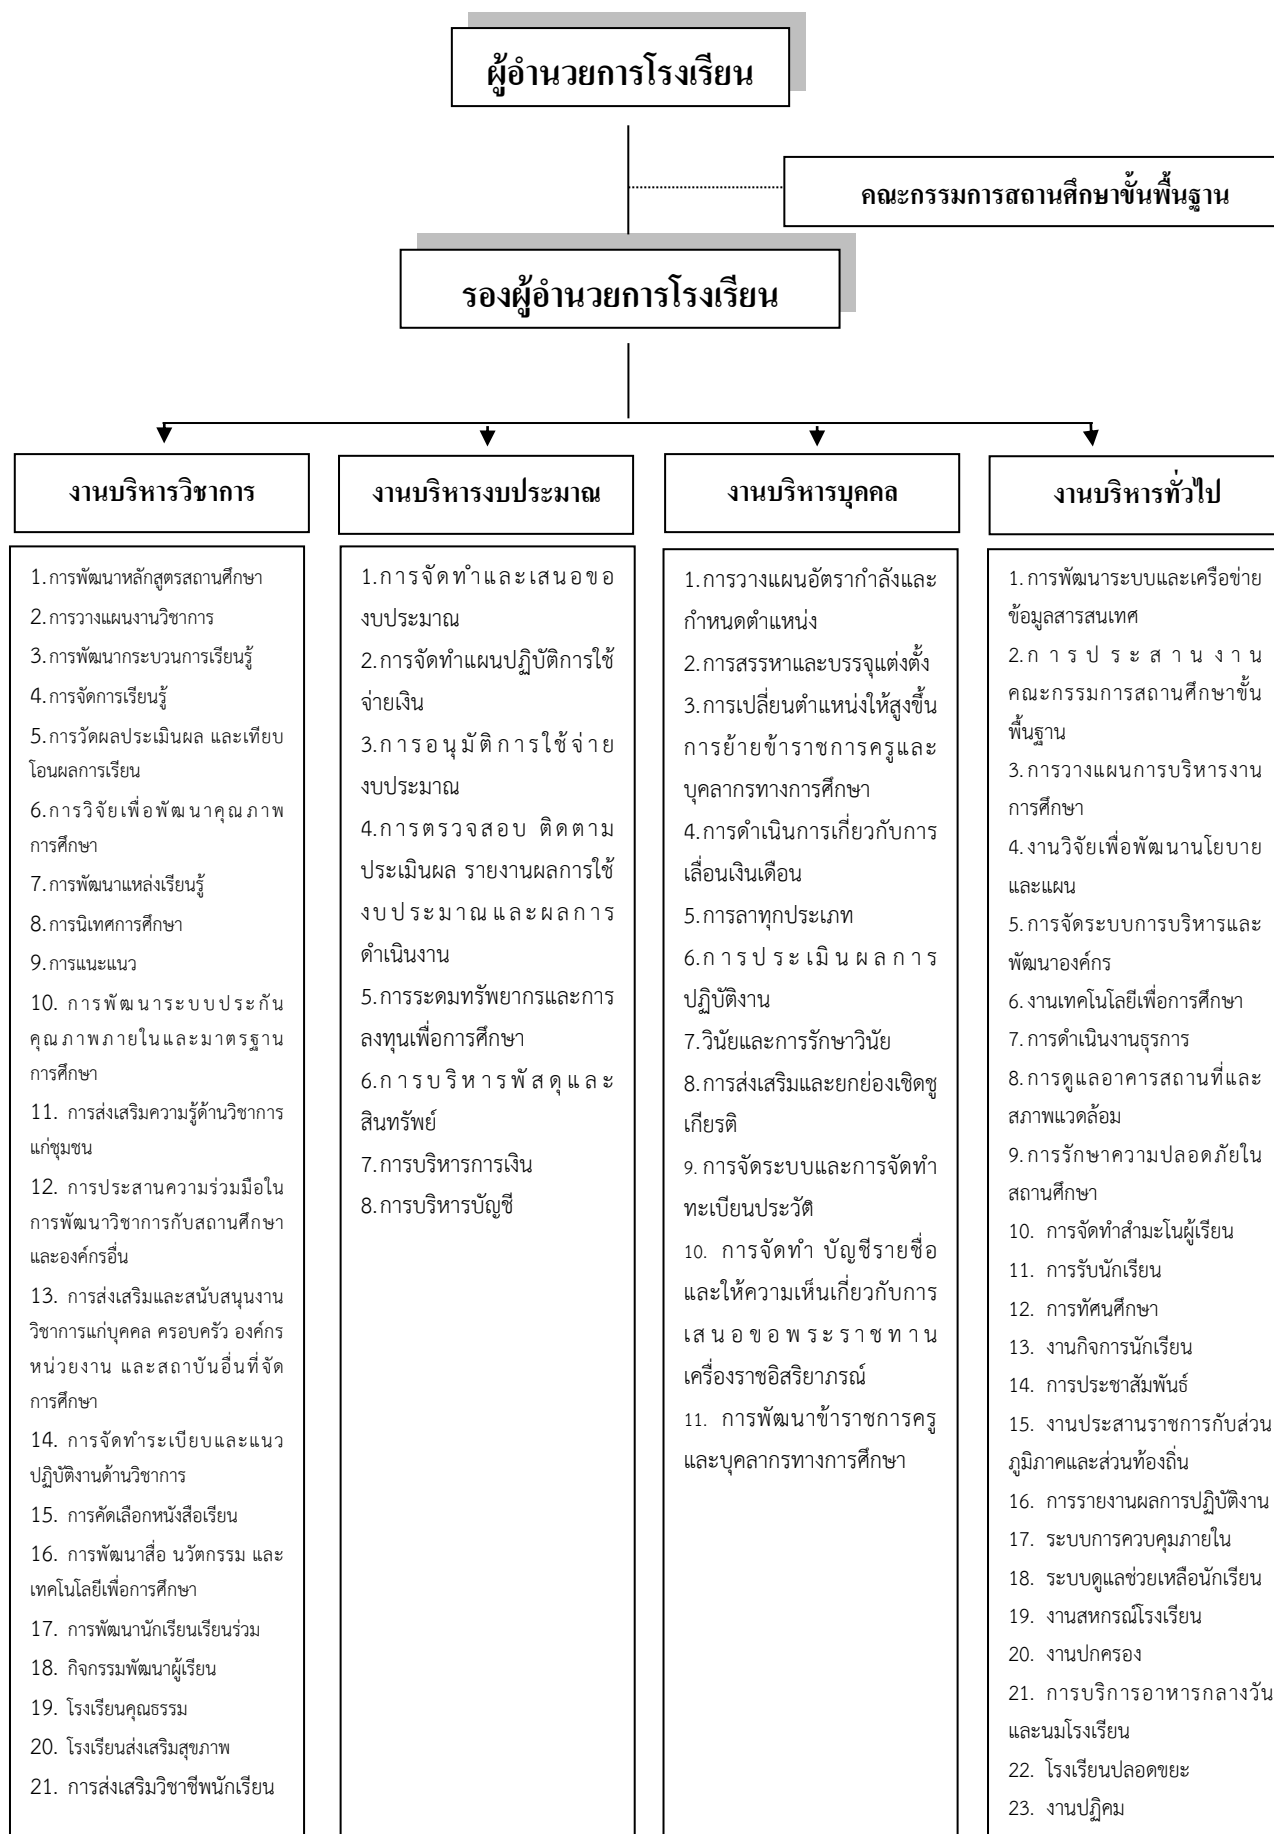 ผู้อำนวยการโรงเรียน
คณะกรรมการสถานศึกษาขั้นพื้นฐาน
รองผู้อำนวยการโรงเรียน
งานบริหารวิชาการ
1.การพัฒนาหลักสูตรสถานศึกษา
2.การวางแผนงานวิชาการ
3.การพัฒนากระบวนการเรียนรู้
4.การจัดการเรียนรู้
5.การวัดผลประเมินผล และเทียบ
โอนผลการเรียน
6.การวิจัยเพื่อพัฒนาคุณภาพ
การศึกษา
7.การพัฒนาแหล่งเรียนรู้
8.การนิเทศการศึกษา
9.การแนะแนว
10. การพัฒนาระบบประกัน
คุณภาพภายในและมาตรฐาน
การศึกษา
11. การส่งเสริมความรู้ด้านวิชาการ
แก่ชุมชน
12. การประสานความร่วมมือใน
การพัฒนาวิชาการกับสถานศึกษา
และองค์กรอื่น
13. การส่งเสริมและสนับสนุนงาน
วิชาการแก่บุคคล ครอบครัว องค์กร
หน่วยงาน และสถาบันอื่นที่จัด
การศึกษา
14. การจัดทำระเบียบและแนว
ปฏิบัติงานด้านวิชาการ
15. การคัดเลือกหนังสือเรียน
16. การพัฒนาสื่อ นวัตกรรม และ
เทคโนโลยีเพื่อการศึกษา
17. การพัฒนานักเรียนเรียนร่วม
18. กิจกรรมพัฒนาผู้เรียน
19. โรงเรียนคุณธรรม
20. โรงเรียนส่งเสริมสุขภาพ
21. การส่งเสริมวิชาชีพนักเรียน
งานบริหารงบประมาณ
1.การจัดทำและเสนอขอ
งบประมาณ
2.การจัดทำแผนปฏิบัติการใช้
จ่ายเงิน
3.การอนุมัติการใช้จ่าย
งบประมาณ
4.การตรวจสอบ ติดตาม
ประเมินผล รายงานผลการใช้
งบประมาณและผลการ
ดำเนินงาน
5.การระดมทรัพยากรและการ
ลงทุนเพื่อการศึกษา
6.การบริหารพัสดุและ
สินทรัพย์
7.การบริหารการเงิน
8.การบริหารบัญชี
งานบริหารบุคคล
1.การวางแผนอัตรากำลังและ
กำหนดตำแหน่ง
2.การสรรหาและบรรจุแต่งตั้ง
3.การเปลี่ยนตำแหน่งให้สูงขึ้น
การย้ายข้าราชการครูและ
บุคลากรทางการศึกษา
4.การดำเนินการเกี่ยวกับการ
เลื่อนเงินเดือน
5.การลาทุกประเภท
6.การประเมินผลการ
ปฏิบัติงาน
7.วินัยและการรักษาวินัย
8.การส่งเสริมและยกย่องเชิดชู
เกียรติ
9. การจัดระบบและการจัดทำ
ทะเบียนประวัติ
10. การจัดทำ บัญชีรายชื่อ
และให้ความเห็นเกี่ยวกับการ
เสนอขอพระราชทาน
เครื่องราชอิสริยาภรณ์
11. การพัฒนาข้าราชการครู
และบุคลากรทางการศึกษา
งานบริหารทั่วไป
1.การพัฒนาระบบและเครือข่าย
ข้อมูลสารสนเทศ
2.การประสานงาน
คณะกรรมการสถานศึกษาขั้น
พื้นฐาน
3.การวางแผนการบริหารงาน
การศึกษา
4.งานวิจัยเพื่อพัฒนานโยบาย
และแผน
5.การจัดระบบการบริหารและ
พัฒนาองค์กร
6.งานเทคโนโลยีเพื่อการศึกษา
7.การดำเนินงานธุรการ
8.การดูแลอาคารสถานที่และ
สภาพแวดล้อม
9.การรักษาความปลอดภัยใน
สถานศึกษา
10. การจัดทำสำมะโนผู้เรียน
11. การรับนักเรียน
12. การทัศนศึกษา
13. งานกิจการนักเรียน
14. การประชาสัมพันธ์
15. งานประสานราชการกับส่วน
ภูมิภาคและส่วนท้องถิ่น
16. การรายงานผลการปฏิบัติงาน
17. ระบบการควบคุมภายใน
18. ระบบดูแลช่วยเหลือนักเรียน
19. งานสหกรณ์โรงเรียน
20. งานปกครอง
21. การบริการอาหารกลางวัน
และนมโรงเรียน
22. โรงเรียนปลอดขยะ
23. งานปฏิคม